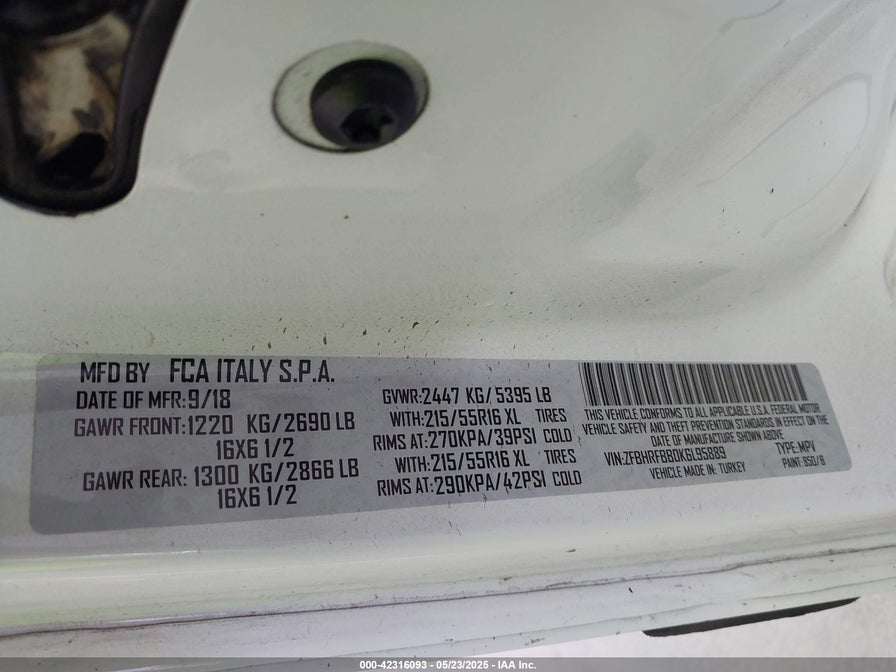 MFD BY FCA ITALY S.P.A.
DATE OF MFR:9/18
GAWR FRONT:1220 KG/2690 LB
16X6 1/2
GAWR REAR: 1300 KG/2866 LB
16X6 1/2
GVWR:2447 KG/5395 LB
WITH:215/55R16 XL TIRES
RIMS AT:270KPA/39PSI COLD
WITH:215/55R16 XL TIRES
RIMS AT:290KPA/42PSI COLD
THIS VEHICLE CONFORMS TO ALL APPLICABLE U.S.A. FEDERAL MOTOR
VEHICLE SAFETY AND THEFT PREVENTION STANDARDS IN EFFECT ON THE
DATE OF MANUFACTURE SHOWN ABOVE
VIN:ZFBHRFBB0K6L95889 TYPE:MPV
VEHICLE MADE IN: TURKEY PAINT: 850/B
000-42316093 - 05/23/2025 - IAA Inc.